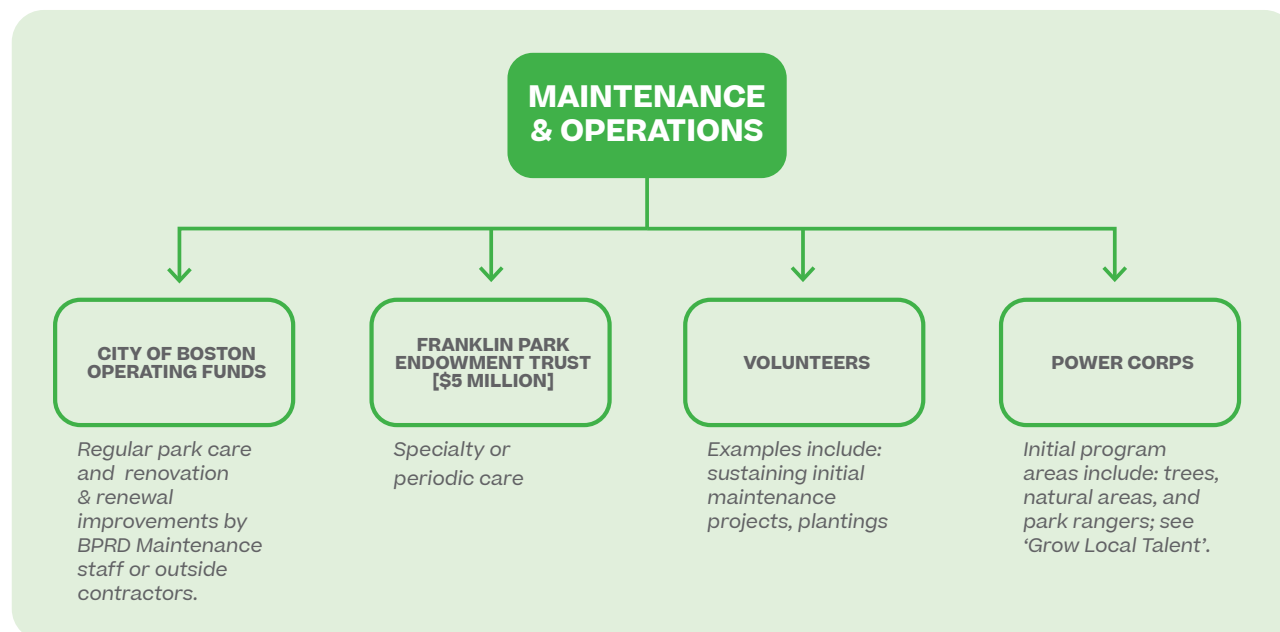 MAINTENANCE
& OPERATIONS
CITY OF BOSTON
OPERATING FUNDS
Regular park care
and renovation
& renewal
improvements by
BPRD Maintenance
staff or outside
contractors.
FRANKLIN PARK
ENDOWMENT TRUST
[$5 MILLION]
Specialty or
periodic care
VOLUNTEERS
Examples include:
sustaining initial
maintenance
projects, plantings
POWER CORPS
Initial program
areas include: trees,
natural areas, and
park rangers; see
‘Grow Local Talent’.